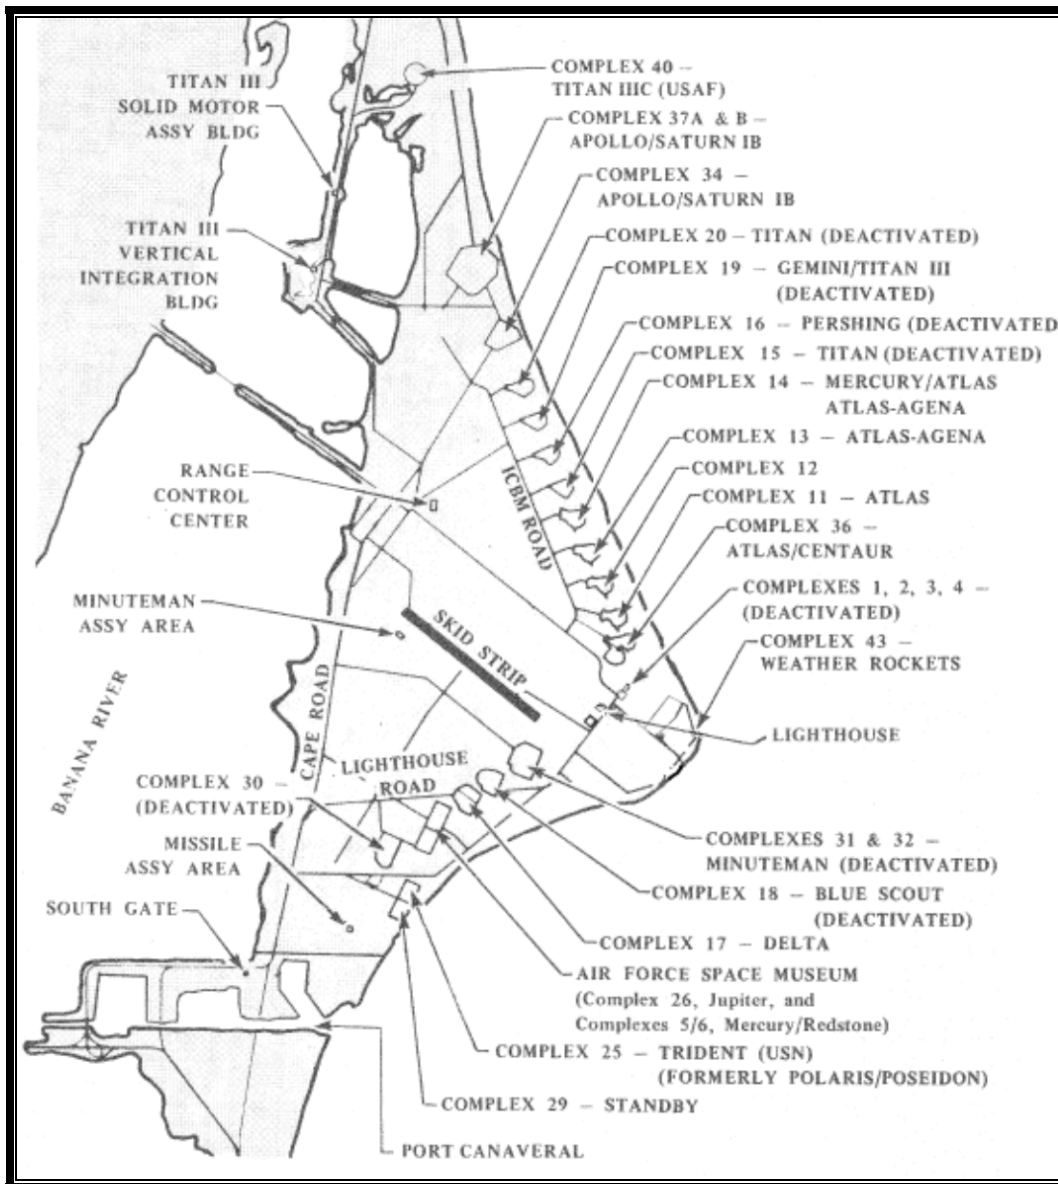 TITAN III
SOLID MOTOR
ASSY BLDG
TITAN III
VERTICAL
INTEGRATION
BLDG
COMPLEX 40 –
TITAN IIIC (USAF)
COMPLEX 37A & B –
APOLLO/SATURN IB
COMPLEX 34 –
APOLLO/SATURN IB
COMPLEX 20 – TITAN (DEACTIVATED)
COMPLEX 19 – GEMINI/TITAN III
(DEACTIVATED)
COMPLEX 16 – PERSHING (DEACTIVATED
COMPLEX 15 – TITAN (DEACTIVATED)
COMPLEX 14 – MERCURY/ATLAS
ATLAS-AGENA
COMPLEX 13 – ATLAS-AGENA
COMPLEX 12
COMPLEX 11 – ATLAS
COMPLEX 36 –
ATLAS/CENTAUR
COMPLEXES 1, 2, 3, 4 –
(DEACTIVATED)
COMPLEX 43 –
WEATHER ROCKETS
LIGHTHOUSE
RANGE
CONTROL
CENTER
ICBM ROAD
MINUTEMAN
ASSY AREA
SKID STRIP
BANANA RIVER
CAPE ROAD
LIGHTHOUSE
ROAD
COMPLEX 30 –
(DEACTIVATED)
MISSILE
ASSY AREA
SOUTH GATE
COMPLEXES 31 & 32 –
MINUTEMAN (DEACTIVATED)
COMPLEX 18 – BLUE SCOUT
(DEACTIVATED)
COMPLEX 17 – DELTA
AIR FORCE SPACE MUSEUM
(Complex 26, Jupiter, and
Complexes 5/6, Mercury/Redstone)
COMPLEX 25 – TRIDENT (USN)
(FORMERLY POLARIS/POSEIDON)
COMPLEX 29 – STANDBY
PORT CANAVERAL